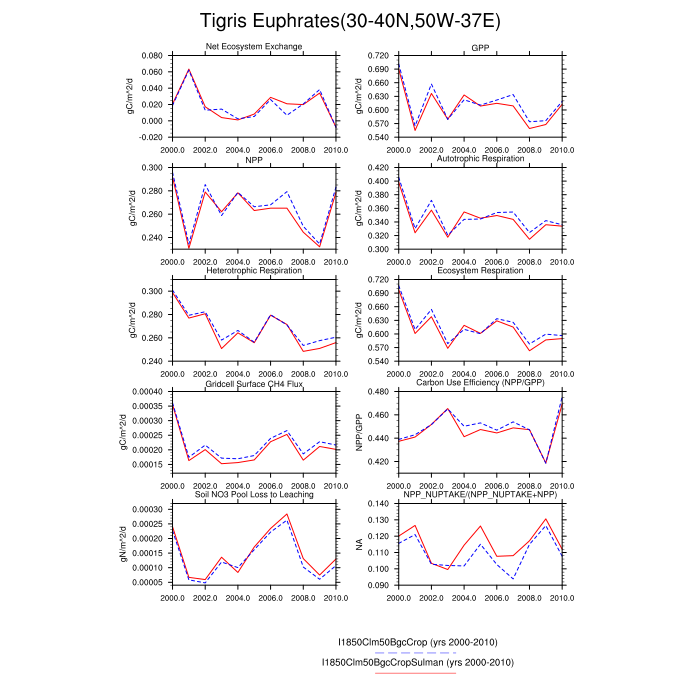 Tigris Euphrates(30-40N,50W-37E)
Net Ecosystem Exchange
gC/m^2/d
0.080
0.060
0.040
0.020
0.000
-0.020
2000.0 2002.0 2004.0 2006.0 2008.0 2010.0
GPP
gC/m^2/d
0.720
0.690
0.660
0.630
0.600
0.570
0.540
2000.0 2002.0 2004.0 2006.0 2008.0 2010.0
NPP
gC/m^2/d
0.300
0.280
0.260
0.240
2000.0 2002.0 2004.0 2006.0 2008.0 2010.0
Autotrophic Respiration
gC/m^2/d
0.420
0.400
0.380
0.360
0.340
0.320
0.300
2000.0 2002.0 2004.0 2006.0 2008.0 2010.0
Heterotrophic Respiration
gC/m^2/d
0.300
0.280
0.260
0.240
2000.0 2002.0 2004.0 2006.0 2008.0 2010.0
Ecosystem Respiration
gC/m^2/d
0.720
0.690
0.660
0.630
0.600
0.570
0.540
2000.0 2002.0 2004.0 2006.0 2008.0 2010.0
Gridcell Surface CH4 Flux
gC/m^2/d
0.00040
0.00035
0.00030
0.00025
0.00020
0.00015
2000.0 2002.0 2004.0 2006.0 2008.0 2010.0
Carbon Use Efficiency (NPP/GPP)
NPP/GPP
0.480
0.460
0.440
0.420
2000.0 2002.0 2004.0 2006.0 2008.0 2010.0
Soil NO3 Pool Loss to Leaching
gN/m^2/d
0.00030
0.00025
0.00020
0.00015
0.00010
0.00005
2000.0 2002.0 2004.0 2006.0 2008.0 2010.0
NPP_NUPTAKE/(NPP_NUPTAKE+NPP)
NA
0.140
0.130
0.120
0.110
0.100
0.090
2000.0 2002.0 2004.0 2006.0 2008.0 2010.0
I1850Clm50BgcCrop (yrs 2000-2010)
I1850Clm50BgcCropSulman (yrs 2000-2010)